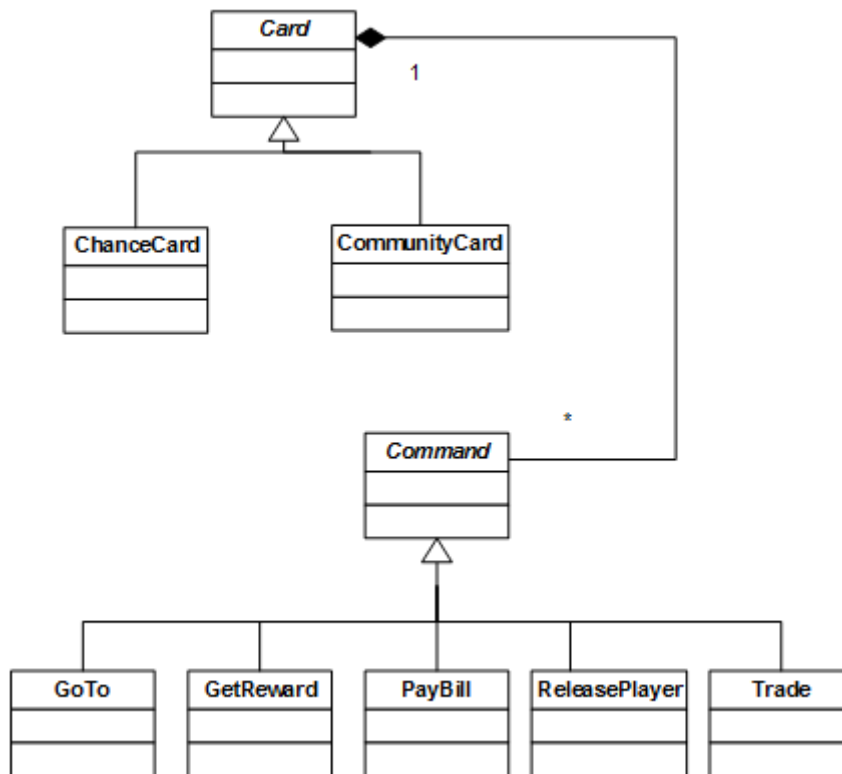 Card
1
ChanceCard
CommunityCard
*
Command
GoTo
GetReward
PayBill
ReleasePlayer
Trade